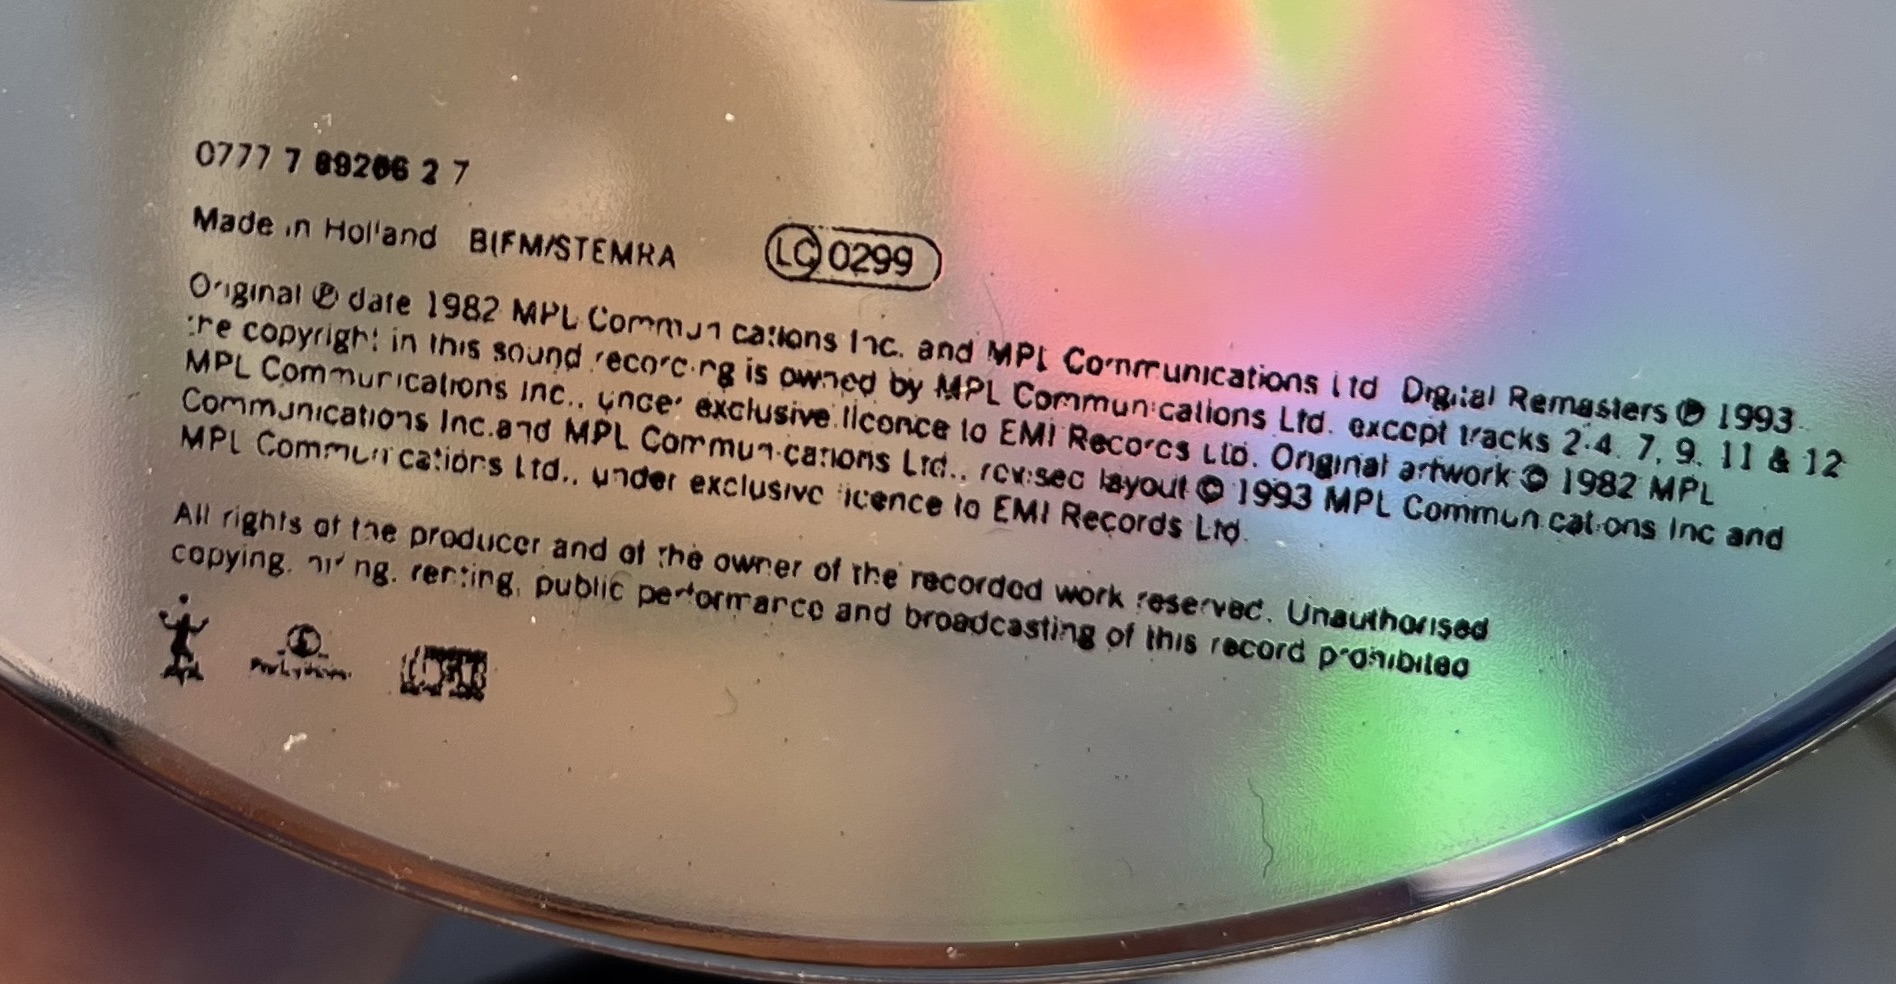 0777 7 89266 2 7
Made in Holland BIEM/STEMRA LC 0299
Original ℗ date 1982 MPL Communications Inc. and MPL Communications Ltd Digital Remasters ℗ 1993
the copyright in this sound recording is owned by MPL Communications Ltd. except tracks 2-4, 7, 9, 11 & 12
MPL Communications Inc., under exclusive licence to EMI Records Ltd. Original artwork © 1982 MPL
Communications Inc.and MPL Communications Ltd., revised layout © 1993 MPL Communications Inc and
MPL Communications Ltd., under exclusive licence to EMI Records Ltd.
All rights of the producer and of the owner of the recorded work reserved. Unauthorised
copying, hiring, renting, public performance and broadcasting of this record prohibited